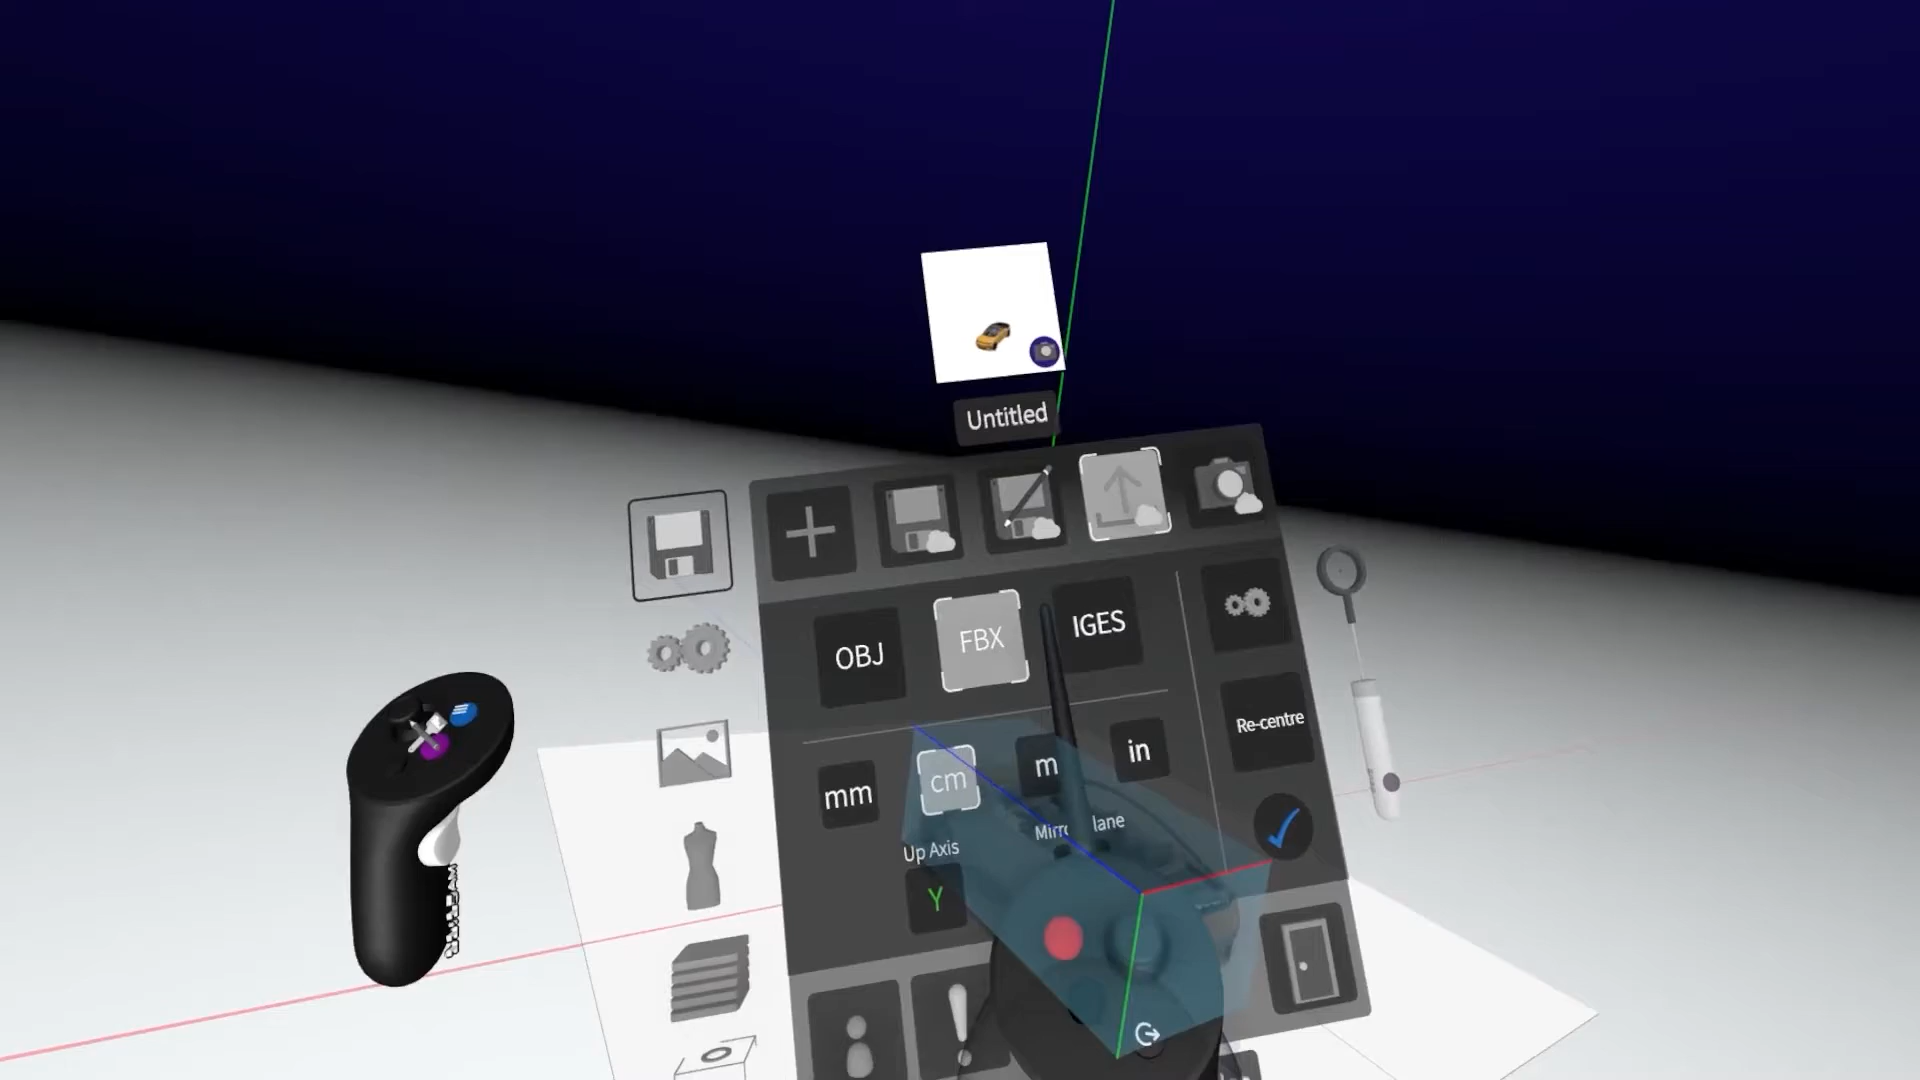 Untitled
OBJ
FBX
IGES
mm
cm
m
in
Re-centre
Up Axis
Y